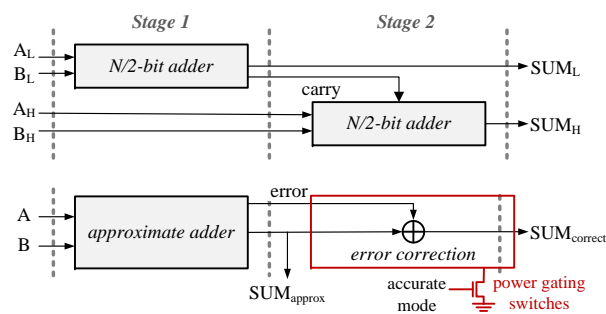 Stage 1 Stage 2
A_L
B_L
N/2-bit adder
SUM_L
carry
A_H
B_H
N/2-bit adder
SUM_H
error
A
B
approximate adder
error correction
SUM_correct
SUM_approx
accurate
mode
power gating
switches